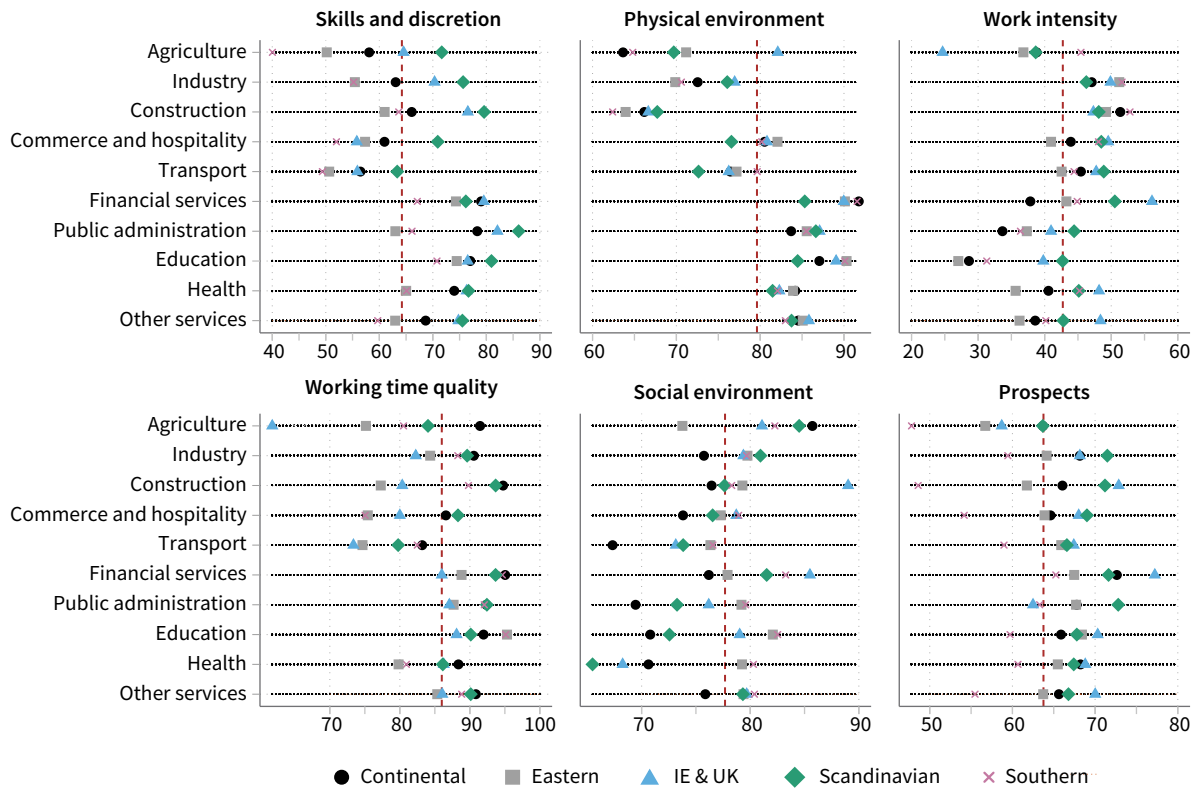 Skills and discretion Physical environment Work intensity
Agriculture
Industry
Construction
Commerce and hospitality
Transport
Financial services
Public administration
Education
Health
Other services
40 50 60 70 80 90 60 70 80 90 20 30 40 50 60
Working time quality Social environment Prospects
Agriculture
Industry
Construction
Commerce and hospitality
Transport
Financial services
Public administration
Education
Health
Other services
70 80 90 100 70 80 90 50 60 70 80
Continental Eastern IE & UK Scandinavian Southern